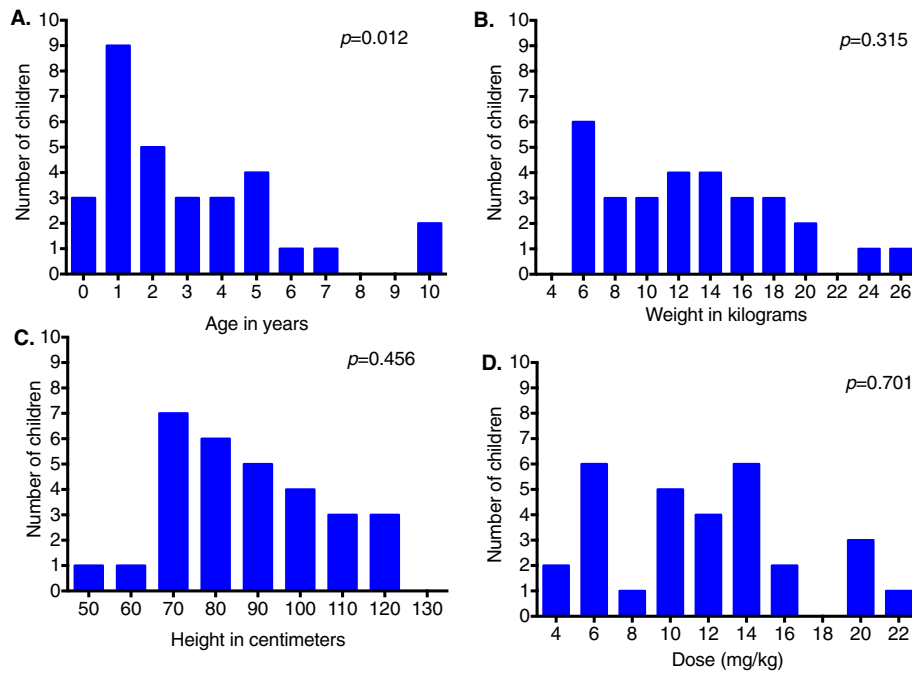 A.
p=0.012
Number of children
10
9
8
7
6
5
4
3
2
1
0
0 1 2 3 4 5 6 7 8 9 10
Age in years
B.
p=0.315
Number of children
10
9
8
7
6
5
4
3
2
1
0
4 6 8 10 12 14 16 18 20 22 24 26
Weight in kilograms
C.
p=0.456
Number of children
10
9
8
7
6
5
4
3
2
1
0
50 60 70 80 90 100 110 120 130
Height in centimeters
D.
p=0.701
Number of children
10
9
8
7
6
5
4
3
2
1
0
4 6 8 10 12 14 16 18 20 22
Dose (mg/kg)